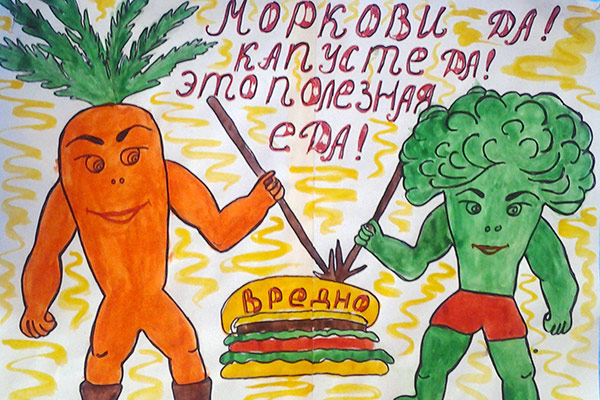 МОРКОВИ ДА!
КАПУСТЕ ДА!
ЭТО ПОЛЕЗНАЯ
ЕДА!
ВРЕДНО